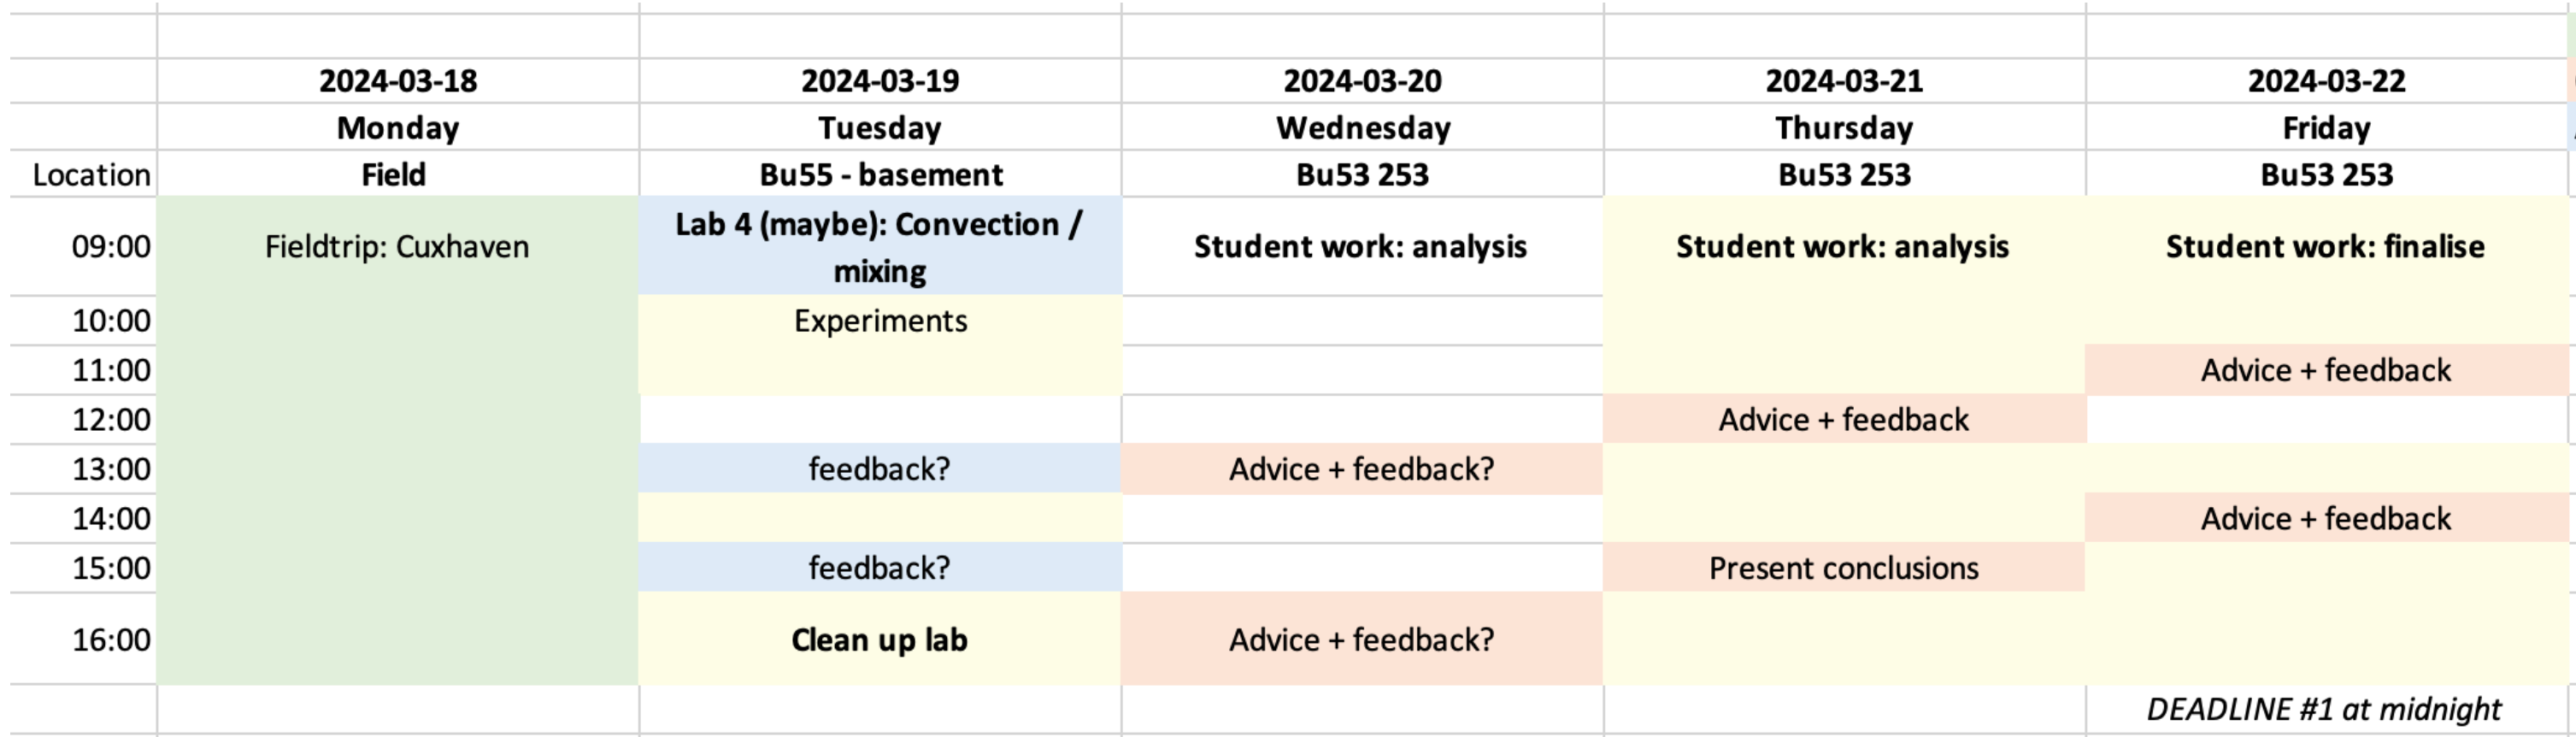 2024-03-18 2024-03-19 2024-03-20 2024-03-21 2024-03-22
Monday Tuesday Wednesday Thursday Friday
Location Field Bu55 - basement Bu53 253 Bu53 253 Bu53 253
09:00 Fieldtrip: Cuxhaven Lab 4 (maybe): Convection / mixing Student work: analysis Student work: analysis Student work: finalise
10:00 Experiments
11:00 Advice + feedback
12:00 Advice + feedback
13:00 feedback? Advice + feedback?
14:00 Advice + feedback
15:00 feedback? Present conclusions
16:00 Clean up lab Advice + feedback?
DEADLINE #1 at midnight